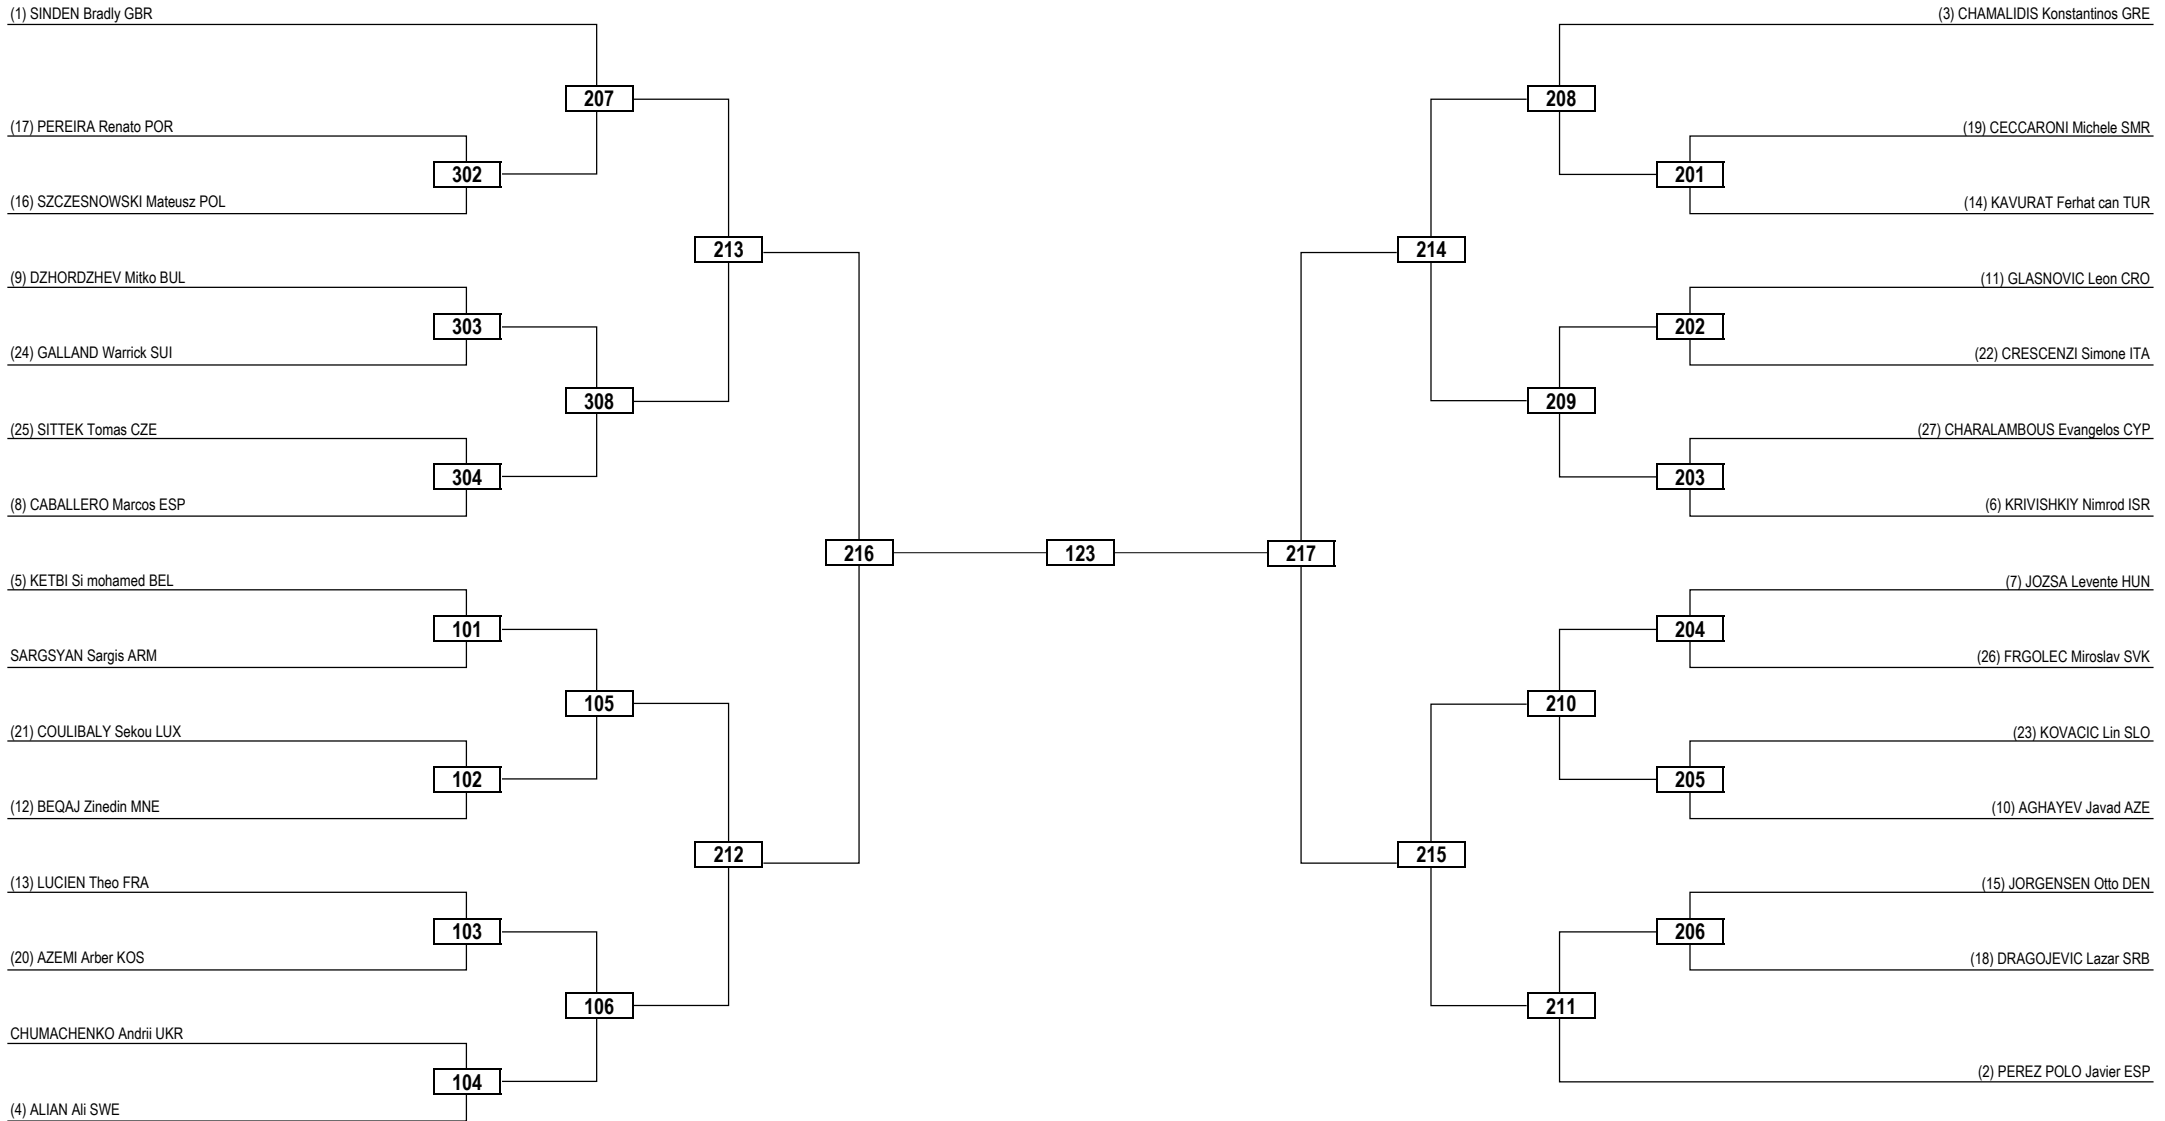 (1) SINDEN Bradly GBR
(3) CHAMALIDIS Konstantinos GRE
207
208
(17) PEREIRA Renato POR
(19) CECCARONI Michele SMR
302
201
(16) SZCZESNOWSKI Mateusz POL
(14) KAVURAT Ferhat can TUR
213
214
(9) DZHORDZHEV Mitko BUL
(11) GLASNOVIC Leon CRO
303
202
(24) GALLAND Warrick SUI
(22) CRESCENZI Simone ITA
308
209
(25) SITTEK Tomas CZE
(27) CHARALAMBOUS Evangelos CYP
304
203
(8) CABALLERO Marcos ESP
(6) KRIVISHKIY Nimrod ISR
216
123
217
(5) KETBI Si mohamed BEL
(7) JOZSA Levente HUN
101
204
SARGSYAN Sargis ARM
(26) FRGOLEC Miroslav SVK
105
210
(21) COULIBALY Sekou LUX
(23) KOVACIC Lin SLO
102
205
(12) BEQAJ Zinedin MNE
(10) AGHAYEV Javad AZE
212
215
(13) LUCIEN Theo FRA
(15) JORGENSEN Otto DEN
103
206
(20) AZEMI Arber KOS
(18) DRAGOJEVIC Lazar SRB
106
211
CHUMACHENKO Andrii UKR
(2) PEREZ POLO Javier ESP
104
(4) ALIAN Ali SWE